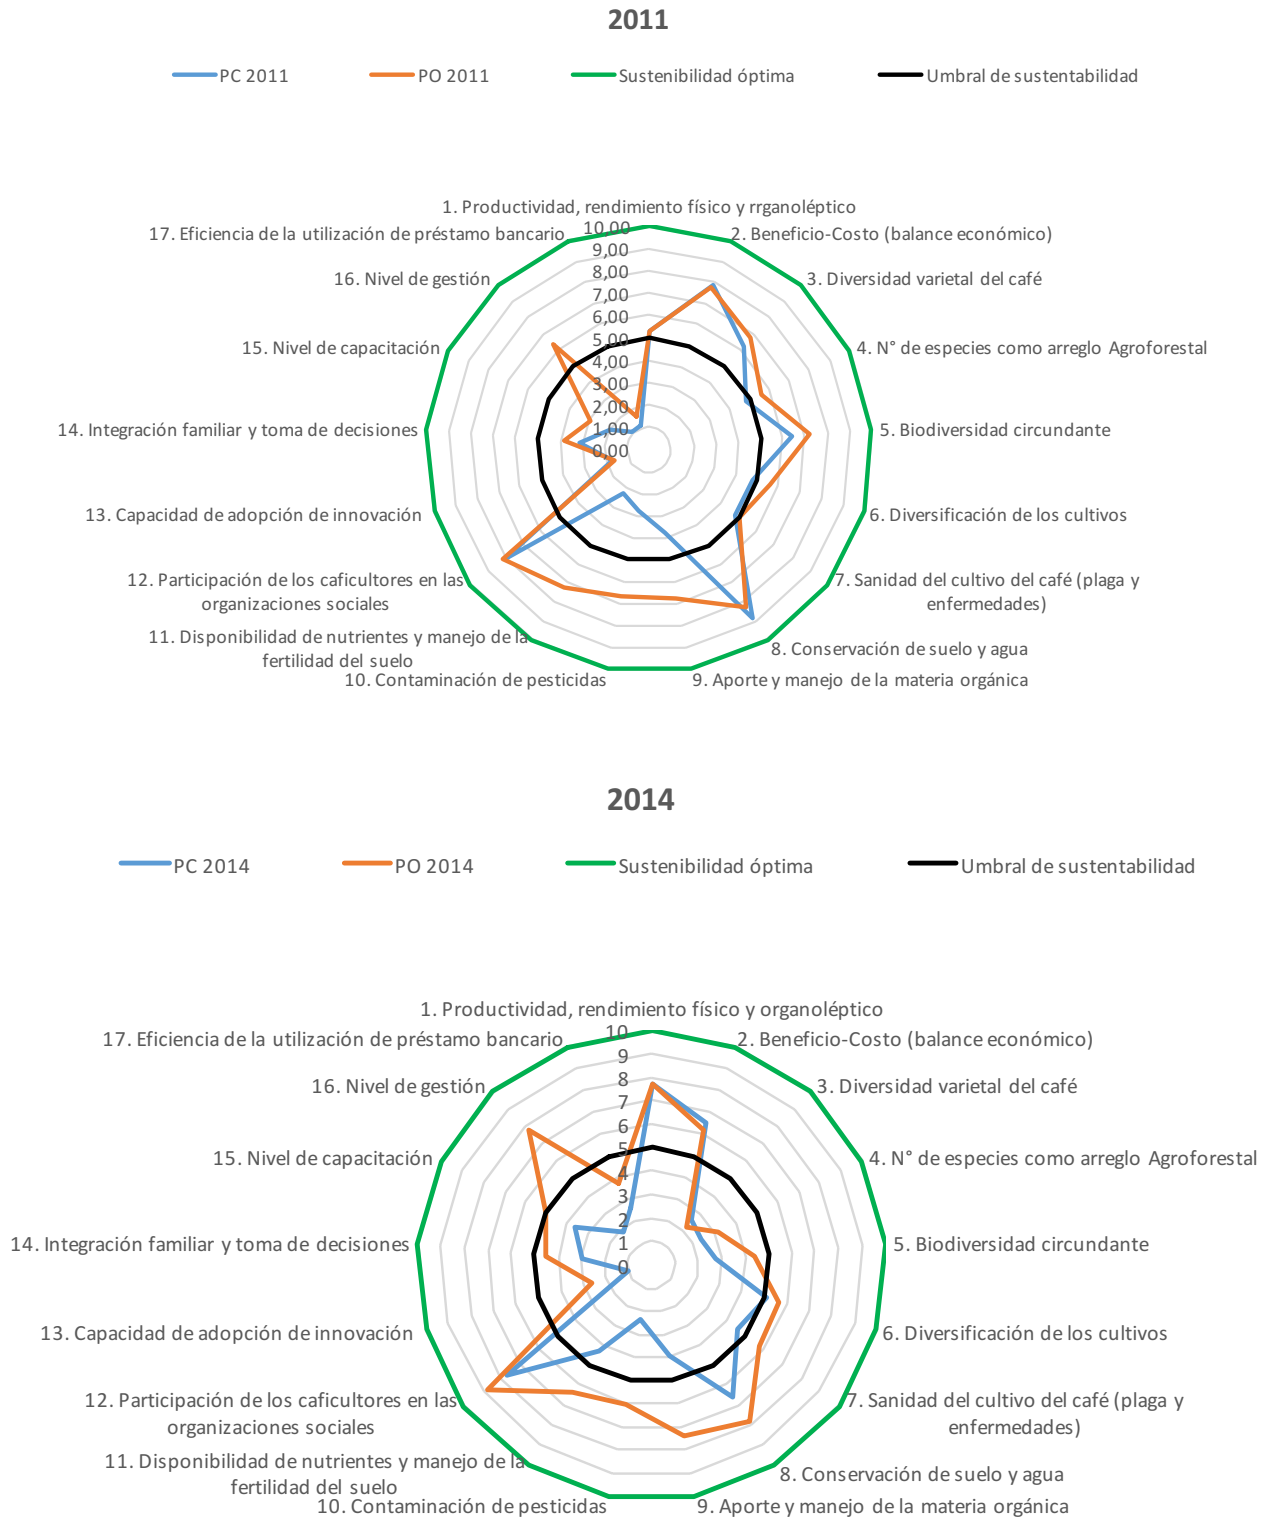 2011
PC 2011
PO 2011
Sustenibilidad óptima
Umbral de sustentabilidad
1. Productividad, rendimiento físico y rrganoléptico
2. Beneficio-Costo (balance económico)
3. Diversidad varietal del café
4. N° de especies como arreglo Agroforestal
5. Biodiversidad circundante
6. Diversificación de los cultivos
7. Sanidad del cultivo del café (plaga y
enfermedades)
8. Conservación de suelo y agua
9. Aporte y manejo de la materia orgánica
10. Contaminación de pesticidas
11. Disponibilidad de nutrientes y manejo de la
fertilidad del suelo
12. Participación de los caficultores en las
organizaciones sociales
13. Capacidad de adopción de innovación
14. Integración familiar y toma de decisiones
15. Nivel de capacitación
16. Nivel de gestión
17. Eficiencia de la utilización de préstamo bancario
10,00
9,00
8,00
7,00
6,00
5,00
4,00
3,00
2,00
1,00
0,00
2014
PC 2014
PO 2014
Sustenibilidad óptima
Umbral de sustentabilidad
1. Productividad, rendimiento físico y organoléptico
2. Beneficio-Costo (balance económico)
3. Diversidad varietal del café
4. N° de especies como arreglo Agroforestal
5. Biodiversidad circundante
6. Diversificación de los cultivos
7. Sanidad del cultivo del café (plaga y
enfermedades)
8. Conservación de suelo y agua
9. Aporte y manejo de la materia orgánica
10. Contaminación de pesticidas
11. Disponibilidad de nutrientes y manejo de la
fertilidad del suelo
12. Participación de los caficultores en las
organizaciones sociales
13. Capacidad de adopción de innovación
14. Integración familiar y toma de decisiones
15. Nivel de capacitación
16. Nivel de gestión
17. Eficiencia de la utilización de préstamo bancario
10
9
8
7
6
5
4
3
2
1
0